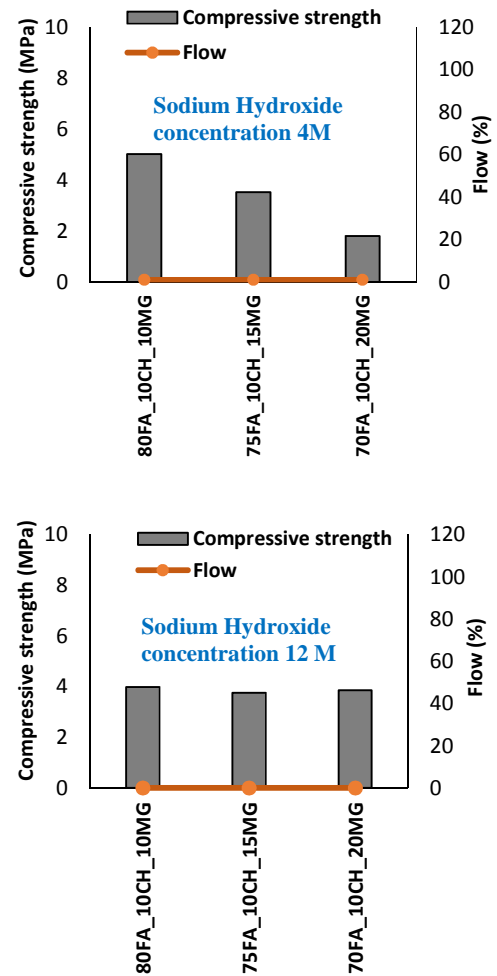 Compressive strength
Flow
Sodium Hydroxide
concentration 4M
Compressive strength (MPa)
10
8
6
4
2
0
Flow (%)
120
100
80
60
40
20
0
80FA_10CH_10MG
75FA_10CH_15MG
70FA_10CH_20MG
Compressive strength
Flow
Sodium Hydroxide
concentration 12 M
Compressive strength (MPa)
10
8
6
4
2
0
Flow (%)
120
100
80
60
40
20
0
80FA_10CH_10MG
75FA_10CH_15MG
70FA_10CH_20MG